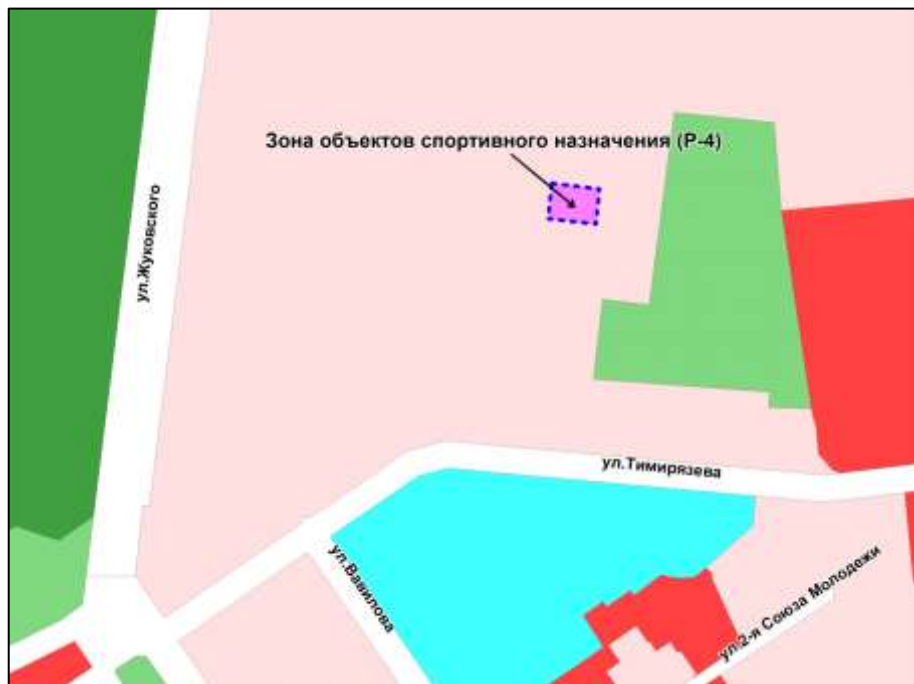 Зона объектов спортивного назначения (Р-4)
ул.Жуковского
ул.Тимирязева
ул.Вавилова
ул.2-я Союза Молодежи